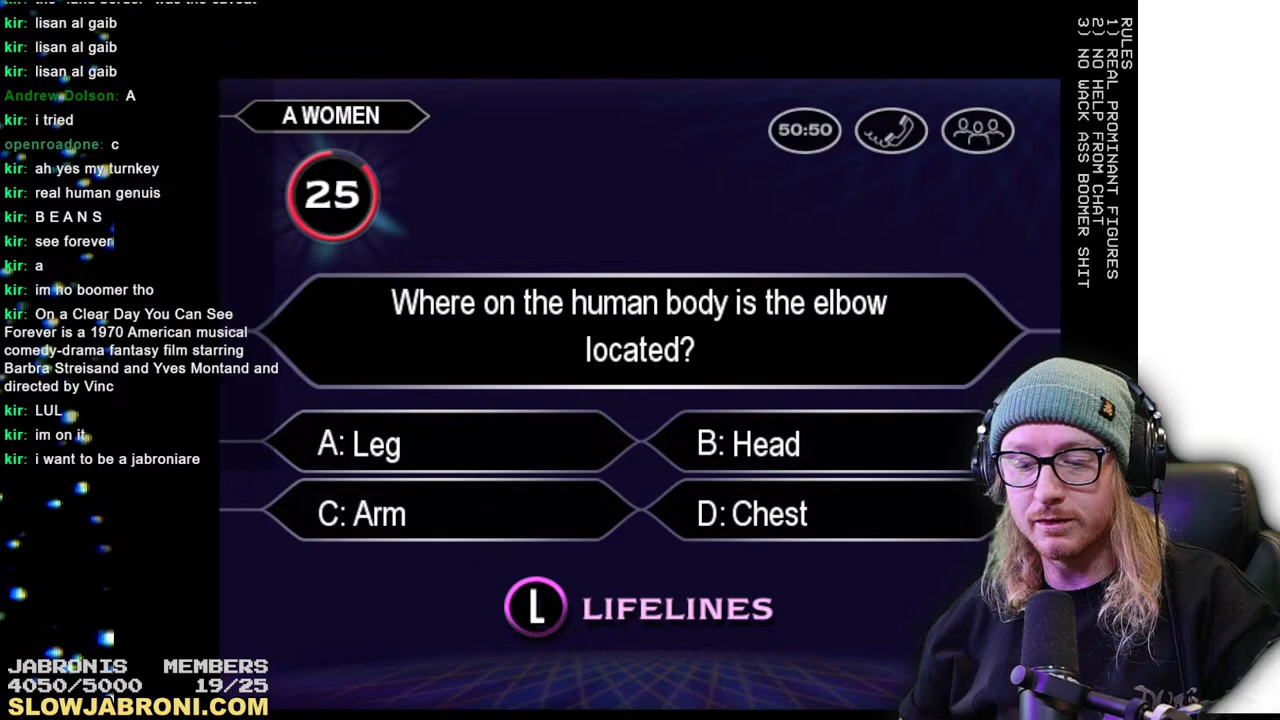 the "land border" was the caveat
kir: lisan al gaib
kir: lisan al gaib
kir: lisan al gaib
Andrew Dolson: A
kir: i tried
openroadone: c
kir: ah yes my turnkey
kir: real human genuis
kir: B E A N S
kir: see forever
kir: a
kir: im no boomer tho
kir: On a Clear Day You Can See
Forever is a 1970 American musical
comedy-drama fantasy film starring
Barbra Streisand and Yves Montand and
directed by Vinc
kir: LUL
kir: im on it
kir: i want to be a jabroniare
JABRONIS MEMBERS
4050/5000 19/25
SLOWJABRONI.COM
A WOMEN
25
50:50
Where on the human body is the elbow
located?
A: Leg
B: Head
C: Arm
D: Chest
L LIFELINES
RULES
1) REAL PROMINANT FIGURES
2) NO HELP FROM CHAT
3) NO WACK ASS BOOMER SHIT